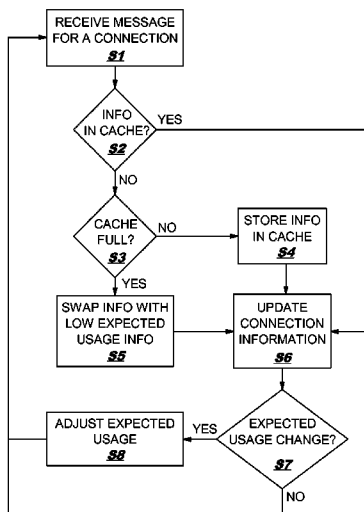 RECEIVE MESSAGE
FOR A CONNECTION
S1
INFO
IN CACHE?
S2
YES
NO
CACHE
FULL?
S3
NO
STORE INFO
IN CACHE
S4
YES
SWAP INFO WITH
LOW EXPECTED
USAGE INFO
S5
UPDATE
CONNECTION
INFORMATION
S6
ADJUST EXPECTED
USAGE
S8
YES
EXPECTED
USAGE CHANGE?
S7
NO